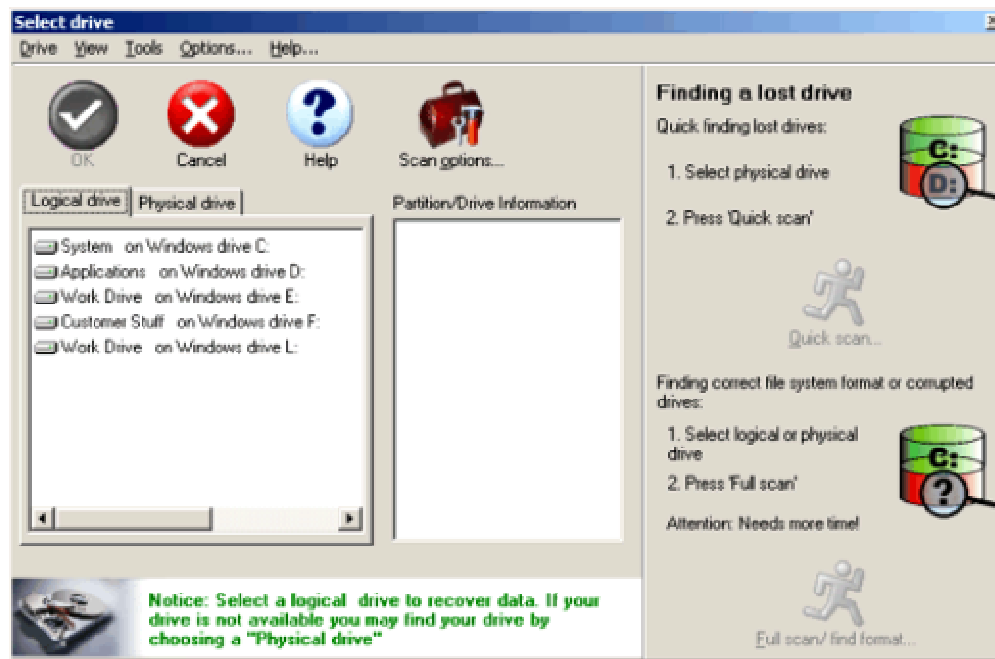 Select drive
Drive View Tools Options... Help...
OK Cancel Help Scan options...
Logical drive Physical drive
System on Windows drive C:
Applications on Windows drive D:
Work Drive on Windows drive E:
Customer Stuff on Windows drive F:
Work Drive on Windows drive L:
Partition/Drive Information
Notice: Select a logical drive to recover data. If your
drive is not available you may find your drive by
choosing a "Physical drive"
Finding a lost drive
Quick finding lost drives:
1. Select physical drive
2. Press 'Quick scan'
C:
D:
Quick scan...
Finding correct file system format or corrupted
drives:
1. Select logical or physical
drive
2. Press 'Full scan'
C:
?
Attention: Needs more time!
Full scan/ find format...